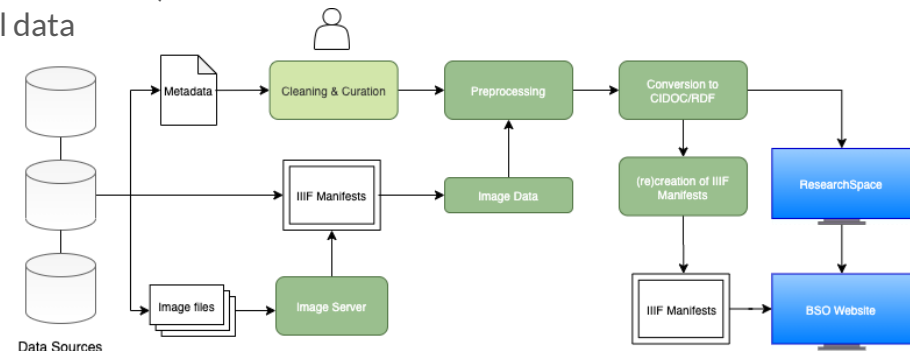 l data
Metadata
Cleaning & Curation
Preprocessing
Conversion to
CIDOC/RDF
IIIF Manifests
Image Data
(re)creation of IIIF
Manifests
ResearchSpace
Image files
Image Server
IIIF Manifests
BSO Website
Data Sources